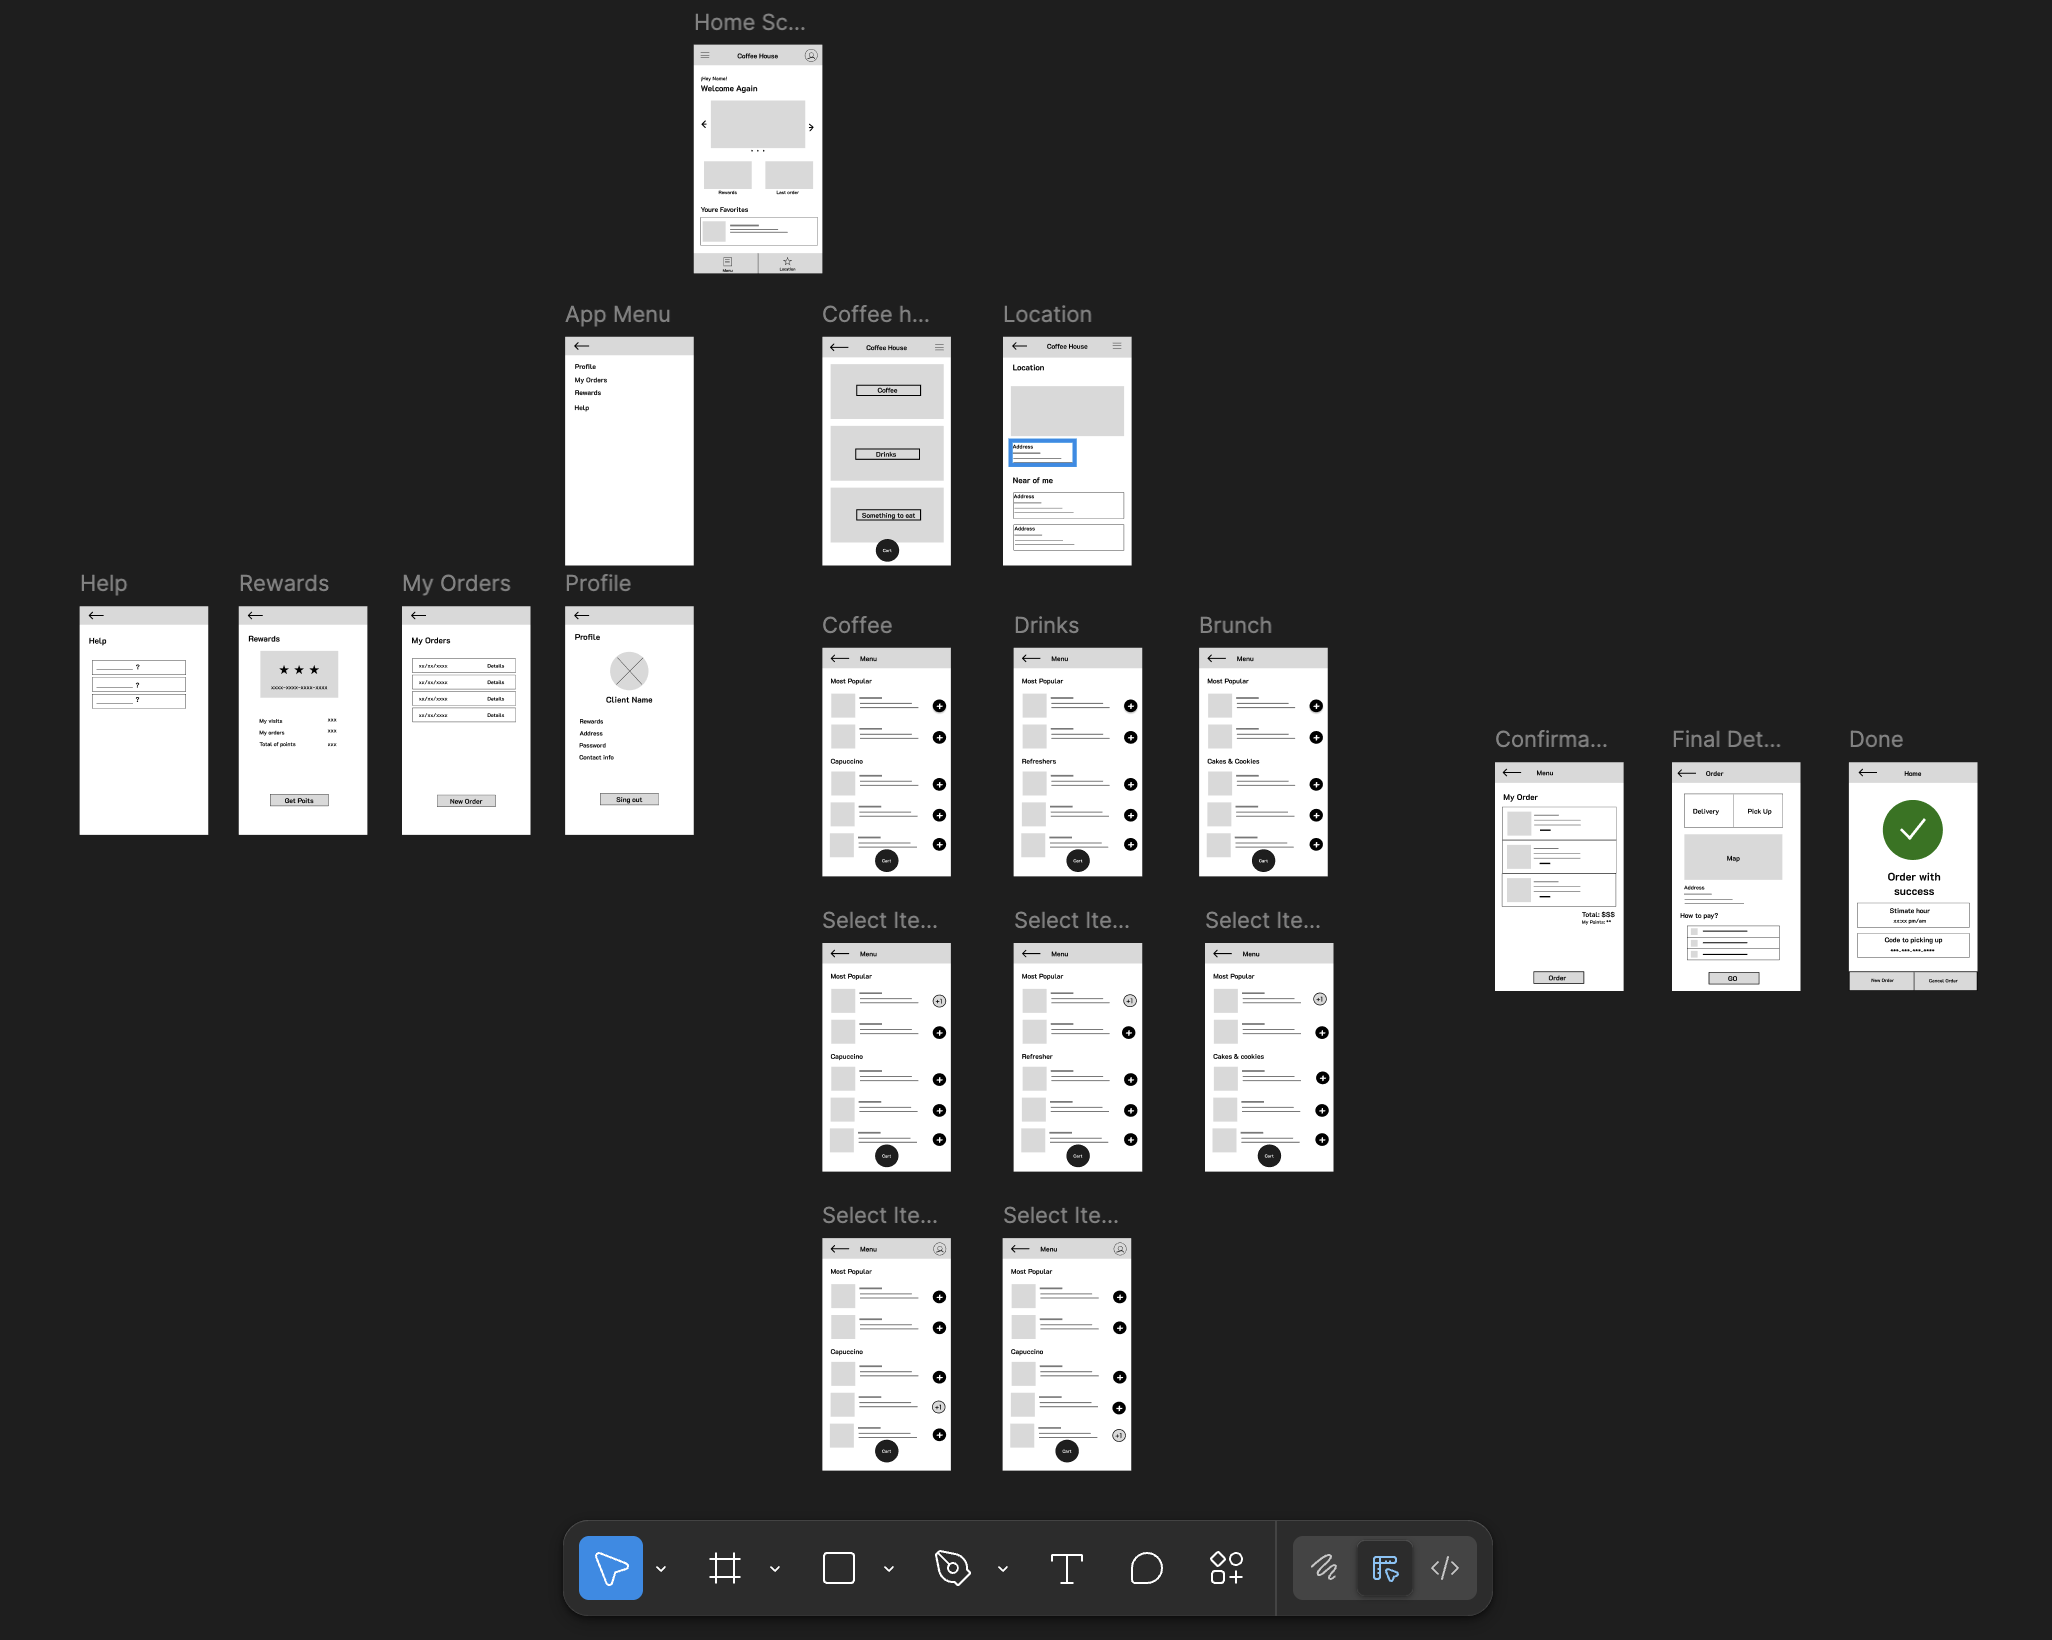 Home Sc...
Coffee House
¡Hey Name!
Welcome Again
Rewards
Last order
Youre Favorites
Menu
Location
App Menu
Profile
My Orders
Rewards
Help
Coffee h...
Coffee House
Coffee
Drinks
Something to eat
Cart
Location
Coffee House
Location
Address
Near of me
Address
Address
Help
Help
?
?
?
Rewards
Rewards
★ ★ ★
xxxx-xxxx-xxxx-xxxx
My visits xxx
My orders xxx
Total of points xxx
Get Poits
My Orders
My Orders
xx/xx/xxxx Details
xx/xx/xxxx Details
xx/xx/xxxx Details
xx/xx/xxxx Details
New Order
Profile
Profile
Client Name
Rewards
Address
Password
Contact info
Sing out
Coffee
Menu
Most Popular
Capuccino
Cart
Drinks
Menu
Most Popular
Refreshers
Cart
Brunch
Menu
Most Popular
Cakes & Cookies
Cart
Confirma...
Menu
My Order
Total: $$$
My Points: **
Order
Final Det...
Order
Delivery
Pick Up
Map
Address
How to pay?
GO
Done
Home
Order with
success
Stimate hour
xx:xx pm/am
Code to picking up
***-***-***-****
New Order
Cancel Order
Select Ite...
Menu
Most Popular
+1
Capuccino
Cart
Select Ite...
Menu
Most Popular
+1
Refresher
Cart
Select Ite...
Menu
Most Popular
+1
Cakes & cookies
Cart
Select Ite...
Menu
Most Popular
Capuccino
+1
Cart
Select Ite...
Menu
Most Popular
Capuccino
+1
Cart